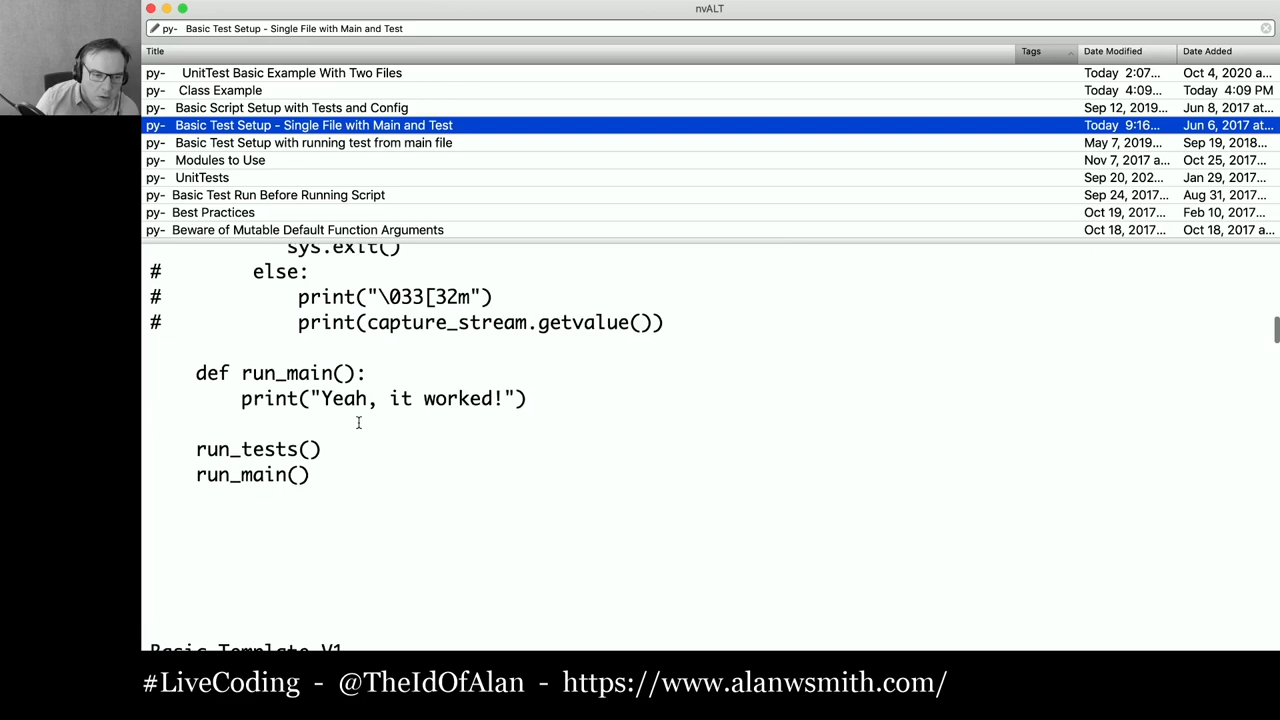 nvALT
py-   Basic Test Setup - Single File with Main and Test
Title Tags Date Modified Date Added
py-   UnitTest Basic Example With Two Files Today 2:07... Oct 4, 2020 a...
py-   Class Example Today 4:09... Today 4:09 PM
py-   Basic Script Setup with Tests and Config Sep 12, 2019... Jun 8, 2017 at...
py-   Basic Test Setup - Single File with Main and Test Today 9:16... Jun 6, 2017 at...
py-   Basic Test Setup with running test from main file May 7, 2019... Sep 19, 2018...
py-   Modules to Use Nov 7, 2017 a... Oct 25, 2017...
py-   UnitTests Sep 20, 202... Jan 29, 2017...
py-  Basic Test Run Before Running Script Sep 24, 2017... Aug 31, 2017...
py-  Best Practices Oct 19, 2017... Feb 10, 2017...
py-  Beware of Mutable Default Function Arguments Oct 18, 2017... Oct 18, 2017 a...
sys.exit()
#        else:
#            print("\033[32m")
#            print(capture_stream.getvalue())
def run_main():
print("Yeah, it worked!")
run_tests()
run_main()
Basic Template V1
#LiveCoding - @TheIdOfAlan - https://www.alanwsmith.com/